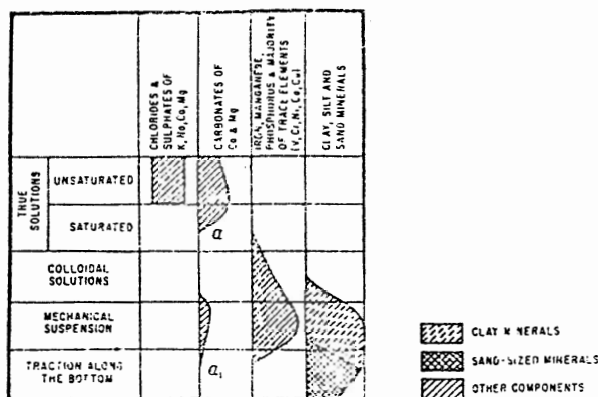 CHLORIDES &
SULPHATES OF
K, Na, Ca, Mg
CARBONATES OF
Ca & Mg
IRON, MANGANESE,
PHOSPHORUS & MAJORITY
OF TRACE ELEMENTS
(V, Cr, Ni, Co, Cu)
CLAY, SILT AND
SAND MINERALS
TRUE
SOLUTIONS
UNSATURATED
SATURATED
a
COLLOIDAL
SOLUTIONS
MECHANICAL
SUSPENSION
TRACTION ALONG
THE BOTTOM
a₁
CLAY MINERALS
SAND-SIZED MINERALS
OTHER COMPONENTS